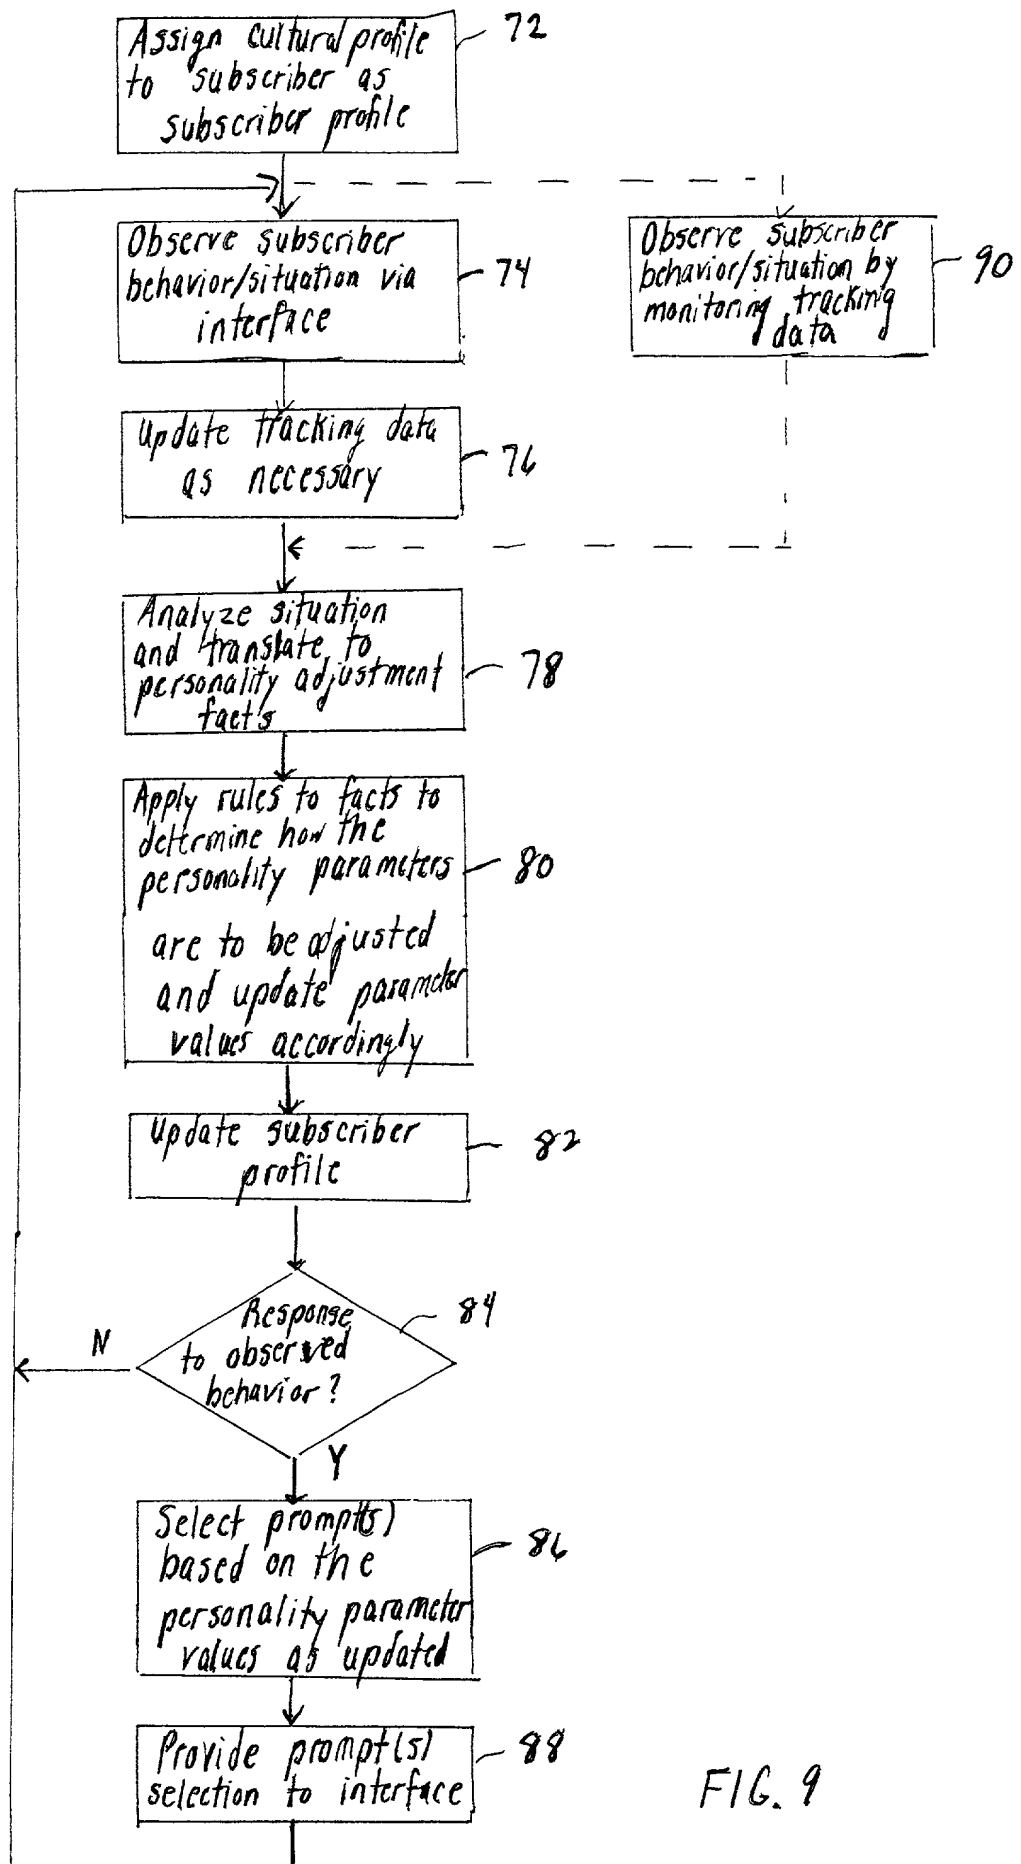 Assign cultural profile
to subscriber as
subscriber profile
72
Observe subscriber
behavior/situation via
interface
74
Observe subscriber
behavior/situation by
monitoring tracking
data
90
Update tracking data
as necessary
76
Analyze situation
and translate to
personality adjustment
facts
78
Apply rules to facts to
determine how the
personality parameters
are to be adjusted
and update parameter
values accordingly
80
Update subscriber
profile
82
Response
to observed
behavior?
84
N
Y
Select prompt(s)
based on the
personality parameter
values as updated
86
Provide prompt(s)
selection to interface
88
FIG. 9